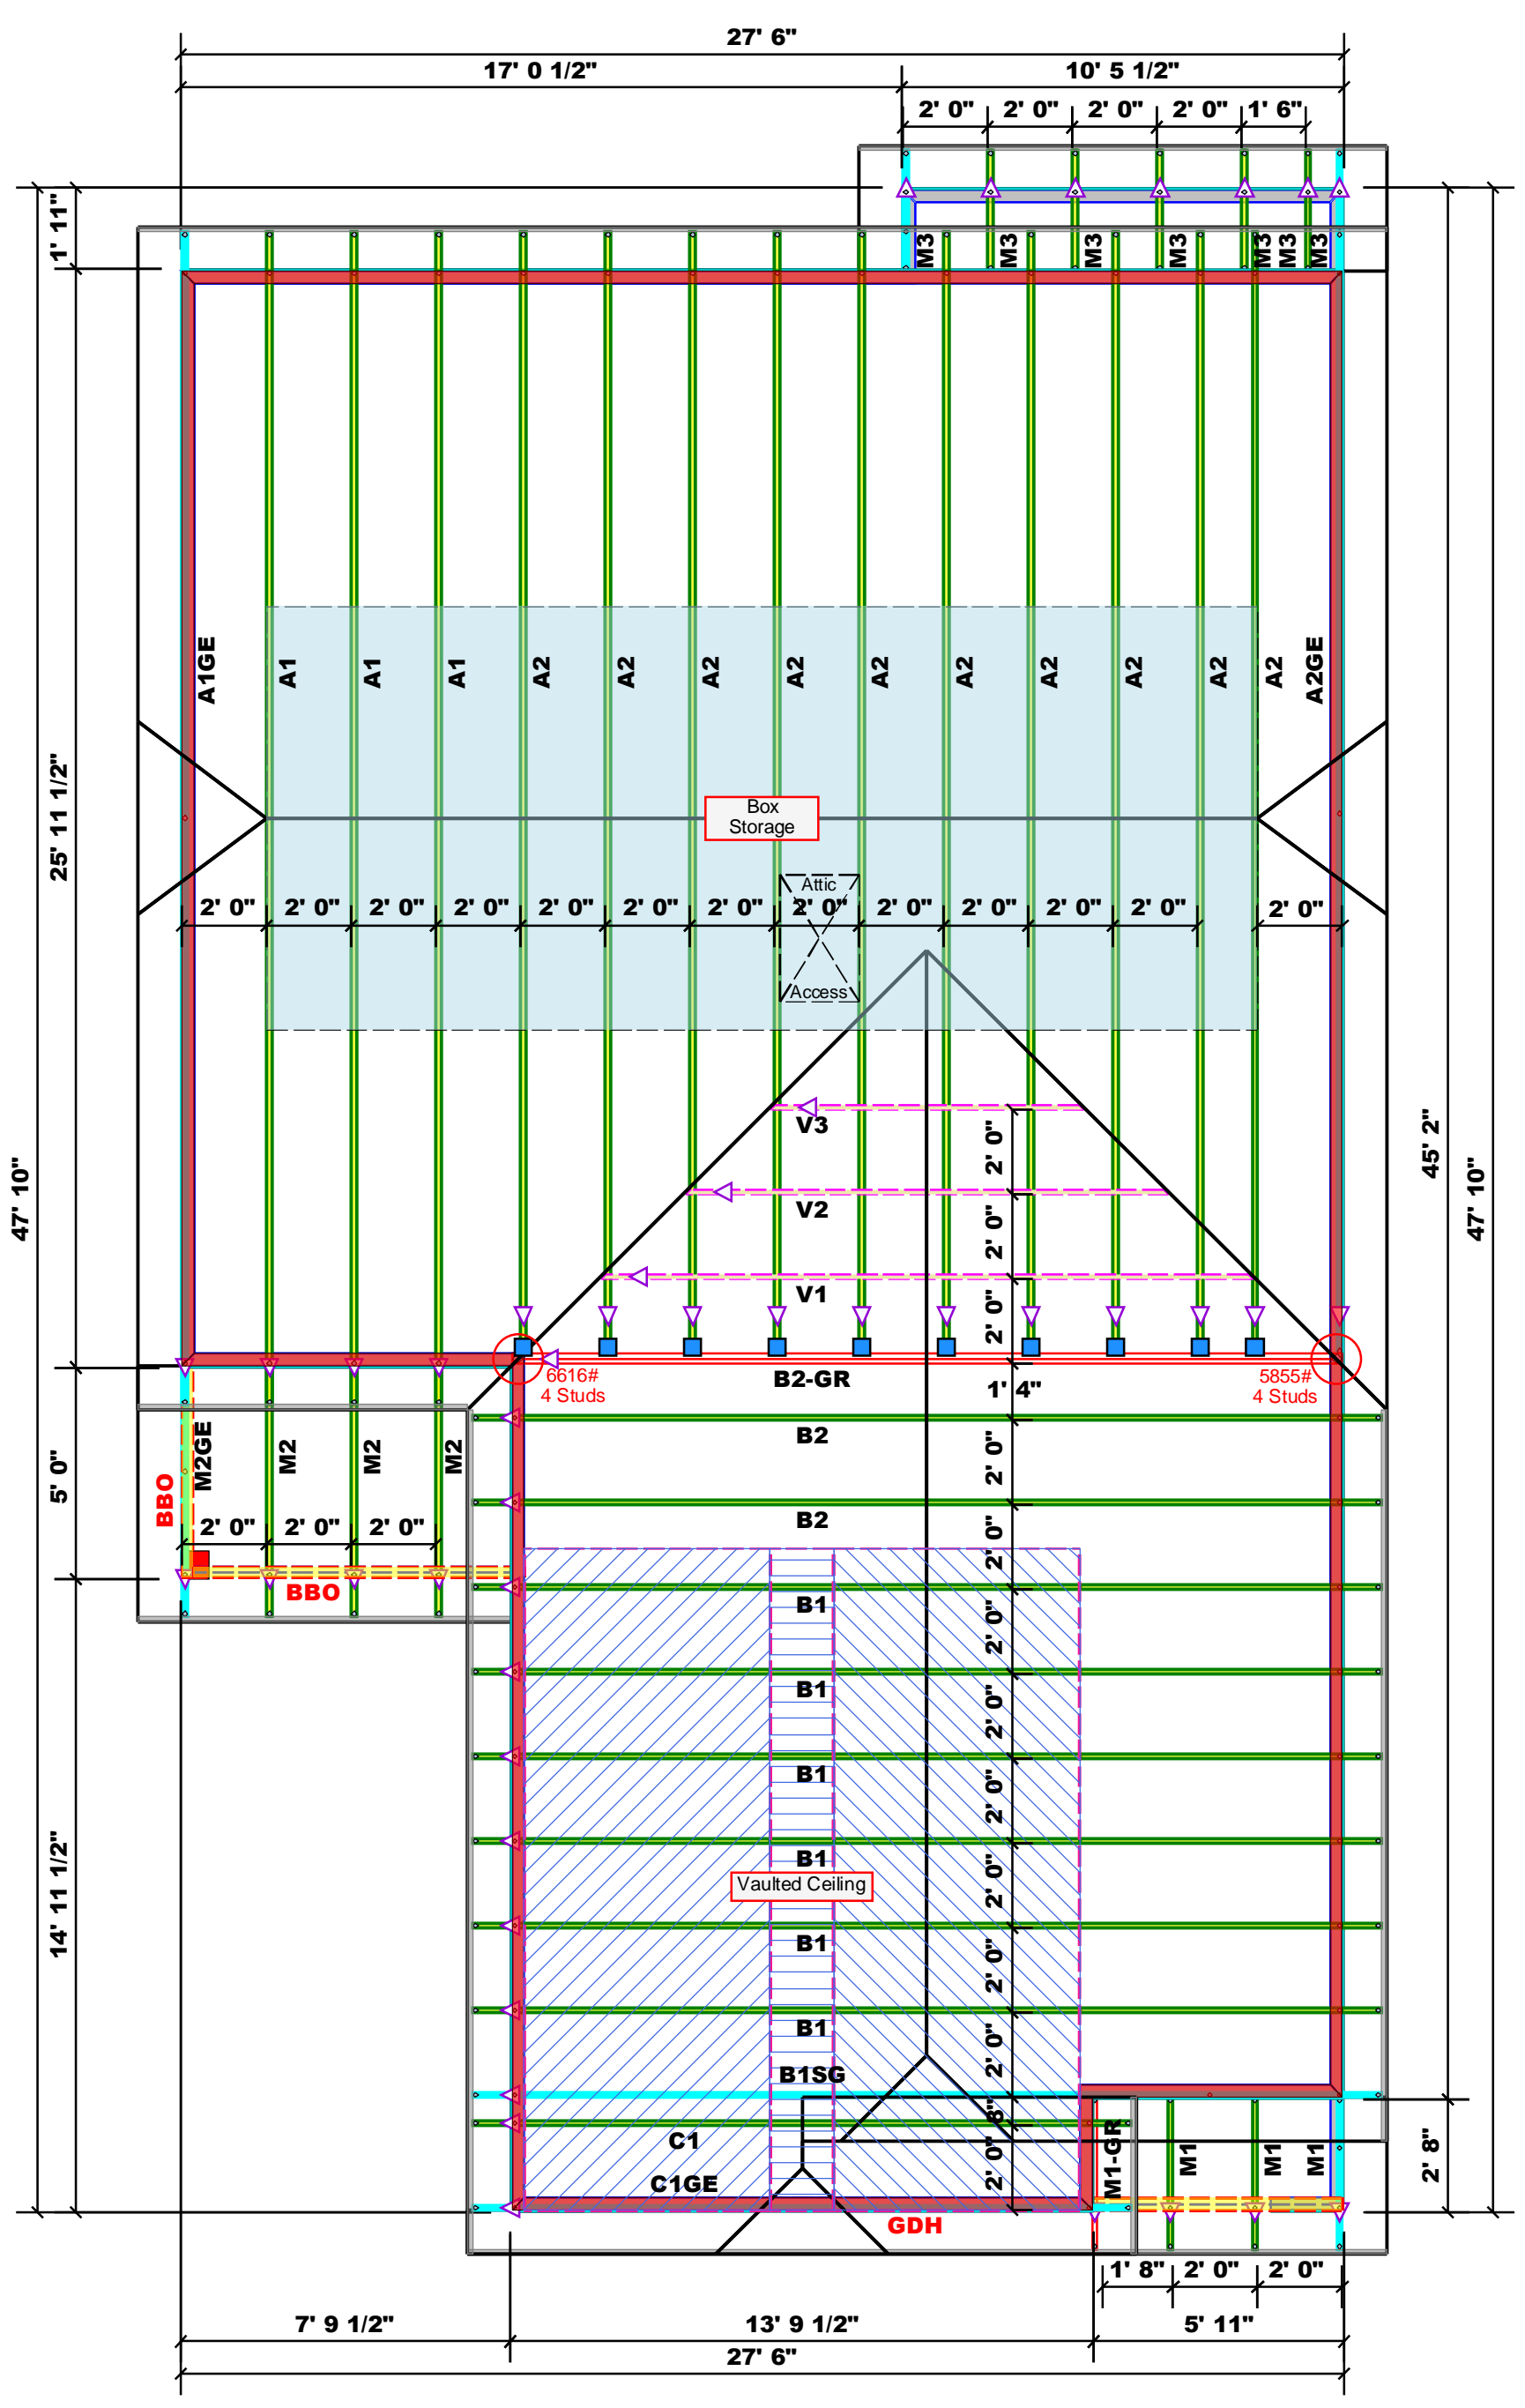 27' 6"
17' 0 1/2"
10' 5 1/2"
2' 0"
2' 0"
2' 0"
2' 0"
1' 6"
1' 11"
M3
M3
M3
M3
M3
M3
M3
A1GE
A1
A1
A1
A2
A2
A2
A2
A2
A2
A2
A2
A2
A2
A2GE
Box
Storage
25' 11 1/2"
Attic
2' 0"
2' 0"
2' 0"
2' 0"
2' 0"
2' 0"
2' 0"
2' 0"
2' 0"
2' 0"
2' 0"
2' 0"
2' 0"
Access
47' 10"
45' 2"
47' 10"
V3
2' 0"
V2
2' 0"
V1
2' 0"
6616#
4 Studs
B2-GR
1' 4"
5855#
4 Studs
B2
M2GE
M2
M2
M2
2' 0"
BBO
5' 0"
2' 0"
2' 0"
2' 0"
B2
2' 0"
BBO
B1
2' 0"
B1
2' 0"
B1
2' 0"
B1
Vaulted Ceiling
2' 0"
14' 11 1/2"
B1
2' 0"
B1
2' 0"
B1SG
8"
C1
C1GE
2' 0"
M1-GR
M1
M1
M1
2' 8"
GDH
1' 8"
2' 0"
2' 0"
7' 9 1/2"
13' 9 1/2"
5' 11"
27' 6"